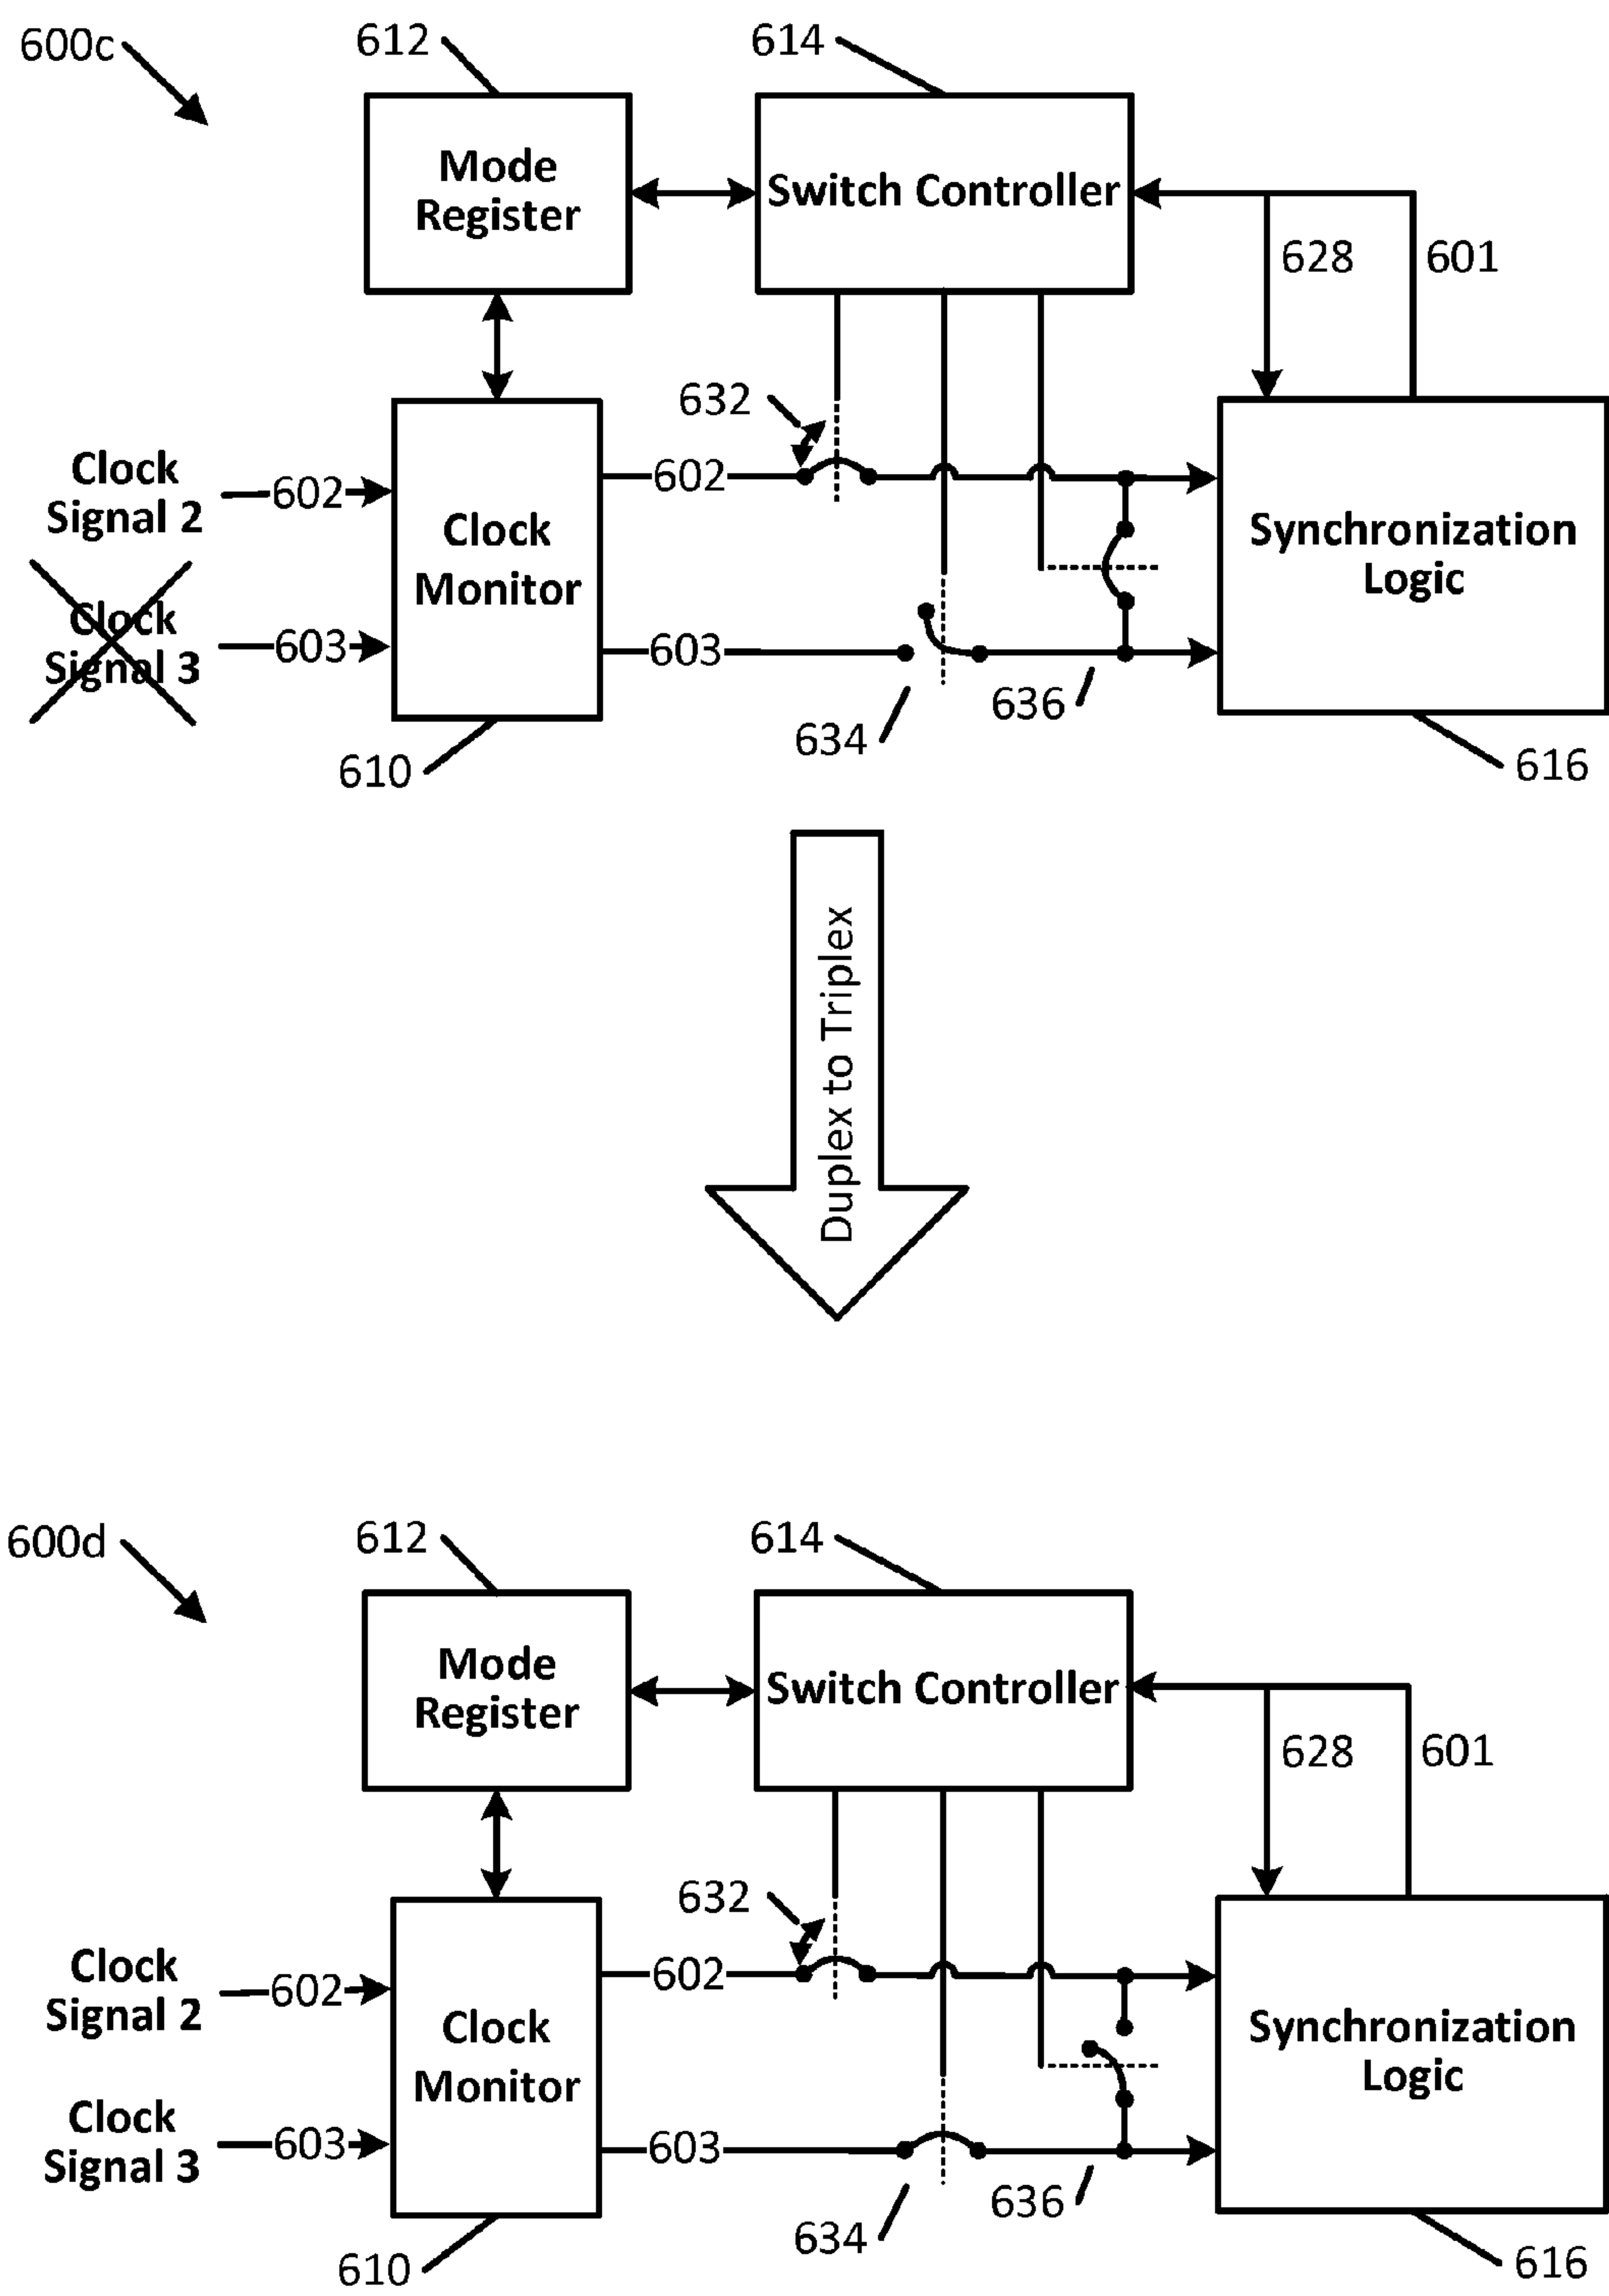 600c
612
614
Mode
Register
Switch Controller
628
601
632
Clock
Signal 2
602
602
Clock
Monitor
Synchronization
Logic
Clock
Signal 3
603
603
634
636
610
616
Duplex to Triplex
600d
612
614
Mode
Register
Switch Controller
628
601
632
Clock
Signal 2
602
602
Clock
Monitor
Synchronization
Logic
Clock
Signal 3
603
603
634
636
610
616